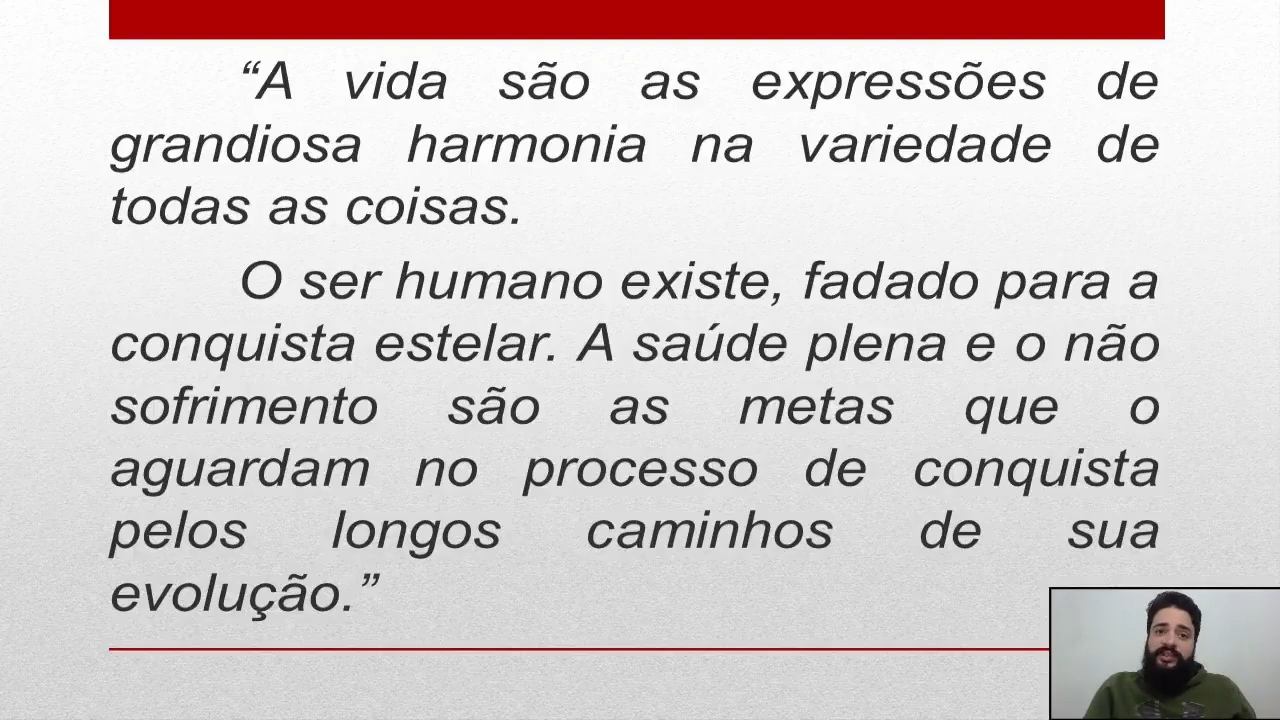 “A vida são as expressões de
grandiosa harmonia na variedade de
todas as coisas.
O ser humano existe, fadado para a
conquista estelar. A saúde plena e o não
sofrimento são as metas que o
aguardam no processo de conquista
pelos longos caminhos de sua
evolução.”